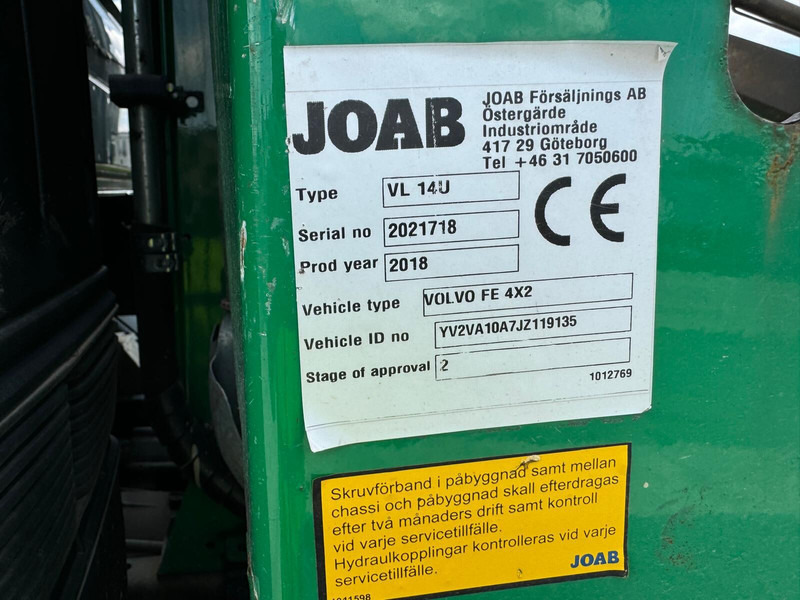 JOAB
JOAB Försäljnings AB
Östergärde
Industriområde
417 29 Göteborg
Tel +46 31 7050600
Type VL 14U
CE
Serial no 2021718
Prod year 2018
Vehicle type VOLVO FE 4X2
Vehicle ID no YV2VA10A7JZ119135
Stage of approval 2
1012769
Skruvförband i påbyggnad samt mellan
chassi och påbyggnad skall efterdragas
efter två månaders drift samt kontroll
vid varje servicetillfälle.
Hydraulkopplingar kontrolleras vid varje
servicetillfälle.
JOAB